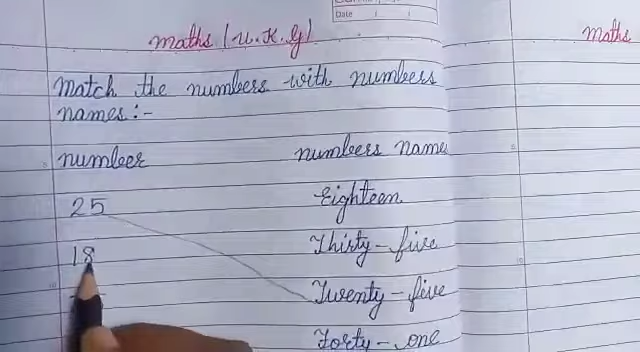 Date
Maths (U.K.G)
Maths
Match the numbers with numbers
names:-
number numbers name
25 Eighteen
18 Thirty-five
Twenty-five
Forty-one